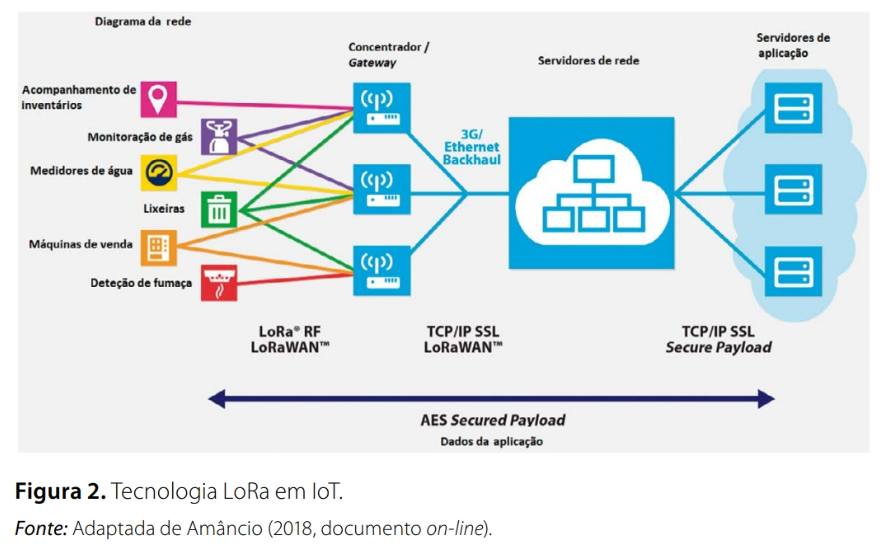 Diagrama da rede
Concentrador /
Gateway
Servidores de rede
Servidores de
aplicação
Acompanhamento de
inventários
Monitoração de gás
Medidores de água
Lixeiras
Máquinas de venda
Deteção de fumaça
3G/
Ethernet
Backhaul
LoRa® RF
LoRaWAN™
TCP/IP SSL
LoRaWAN™
TCP/IP SSL
Secure Payload
AES Secured Payload
Dados da aplicação
Figura 2. Tecnologia LoRa em IoT.
Fonte: Adaptada de Amâncio (2018, documento on-line).